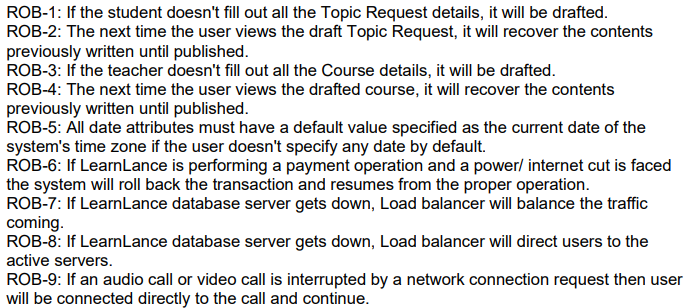 ROB-1: If the student doesn't fill out all the Topic Request details, it will be drafted.
ROB-2: The next time the user views the draft Topic Request, it will recover the contents
previously written until published.
ROB-3: If the teacher doesn't fill out all the Course details, it will be drafted.
ROB-4: The next time the user views the drafted course, it will recover the contents
previously written until published.
ROB-5: All date attributes must have a default value specified as the current date of the
system's time zone if the user doesn't specify any date by default.
ROB-6: If LearnLance is performing a payment operation and a power/ internet cut is faced
the system will roll back the transaction and resumes from the proper operation.
ROB-7: If LearnLance database server gets down, Load balancer will balance the traffic
coming.
ROB-8: If LearnLance database server gets down, Load balancer will direct users to the
active servers.
ROB-9: If an audio call or video call is interrupted by a network connection request then user
will be connected directly to the call and continue.